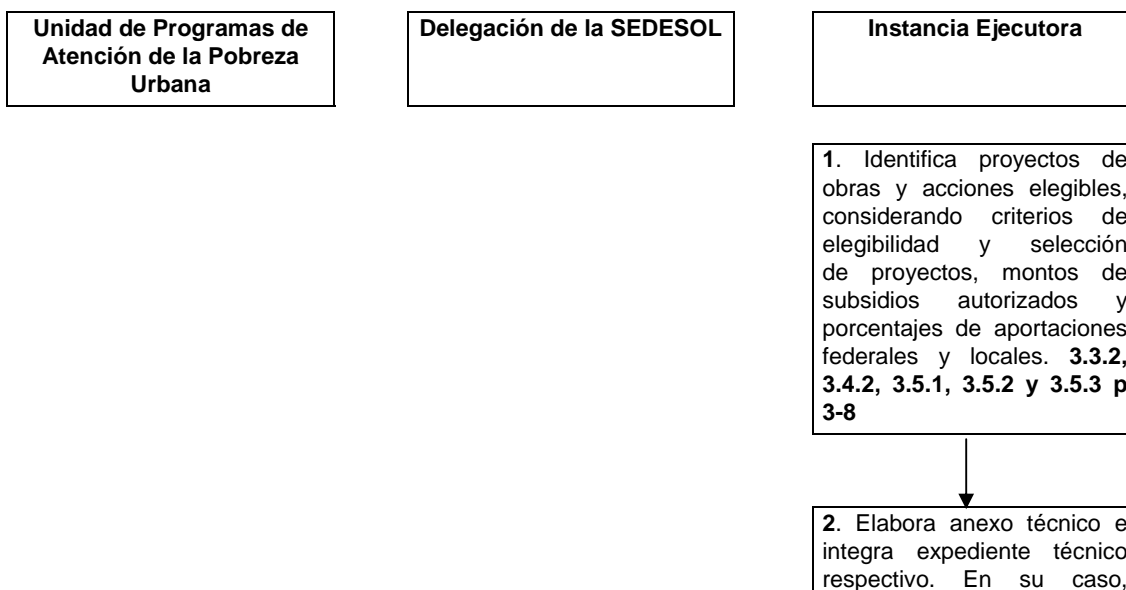 Unidad de Programas de
Atención de la Pobreza
Urbana
Delegación de la SEDESOL
Instancia Ejecutora
1. Identifica proyectos de
obras y acciones elegibles,
considerando criterios de
elegibilidad y selección
de proyectos, montos de
subsidios autorizados y
porcentajes de aportaciones
federales y locales. 3.3.2,
3.4.2, 3.5.1, 3.5.2 y 3.5.3 p
3-8
2. Elabora anexo técnico e
integra expediente técnico
respectivo. En su caso,